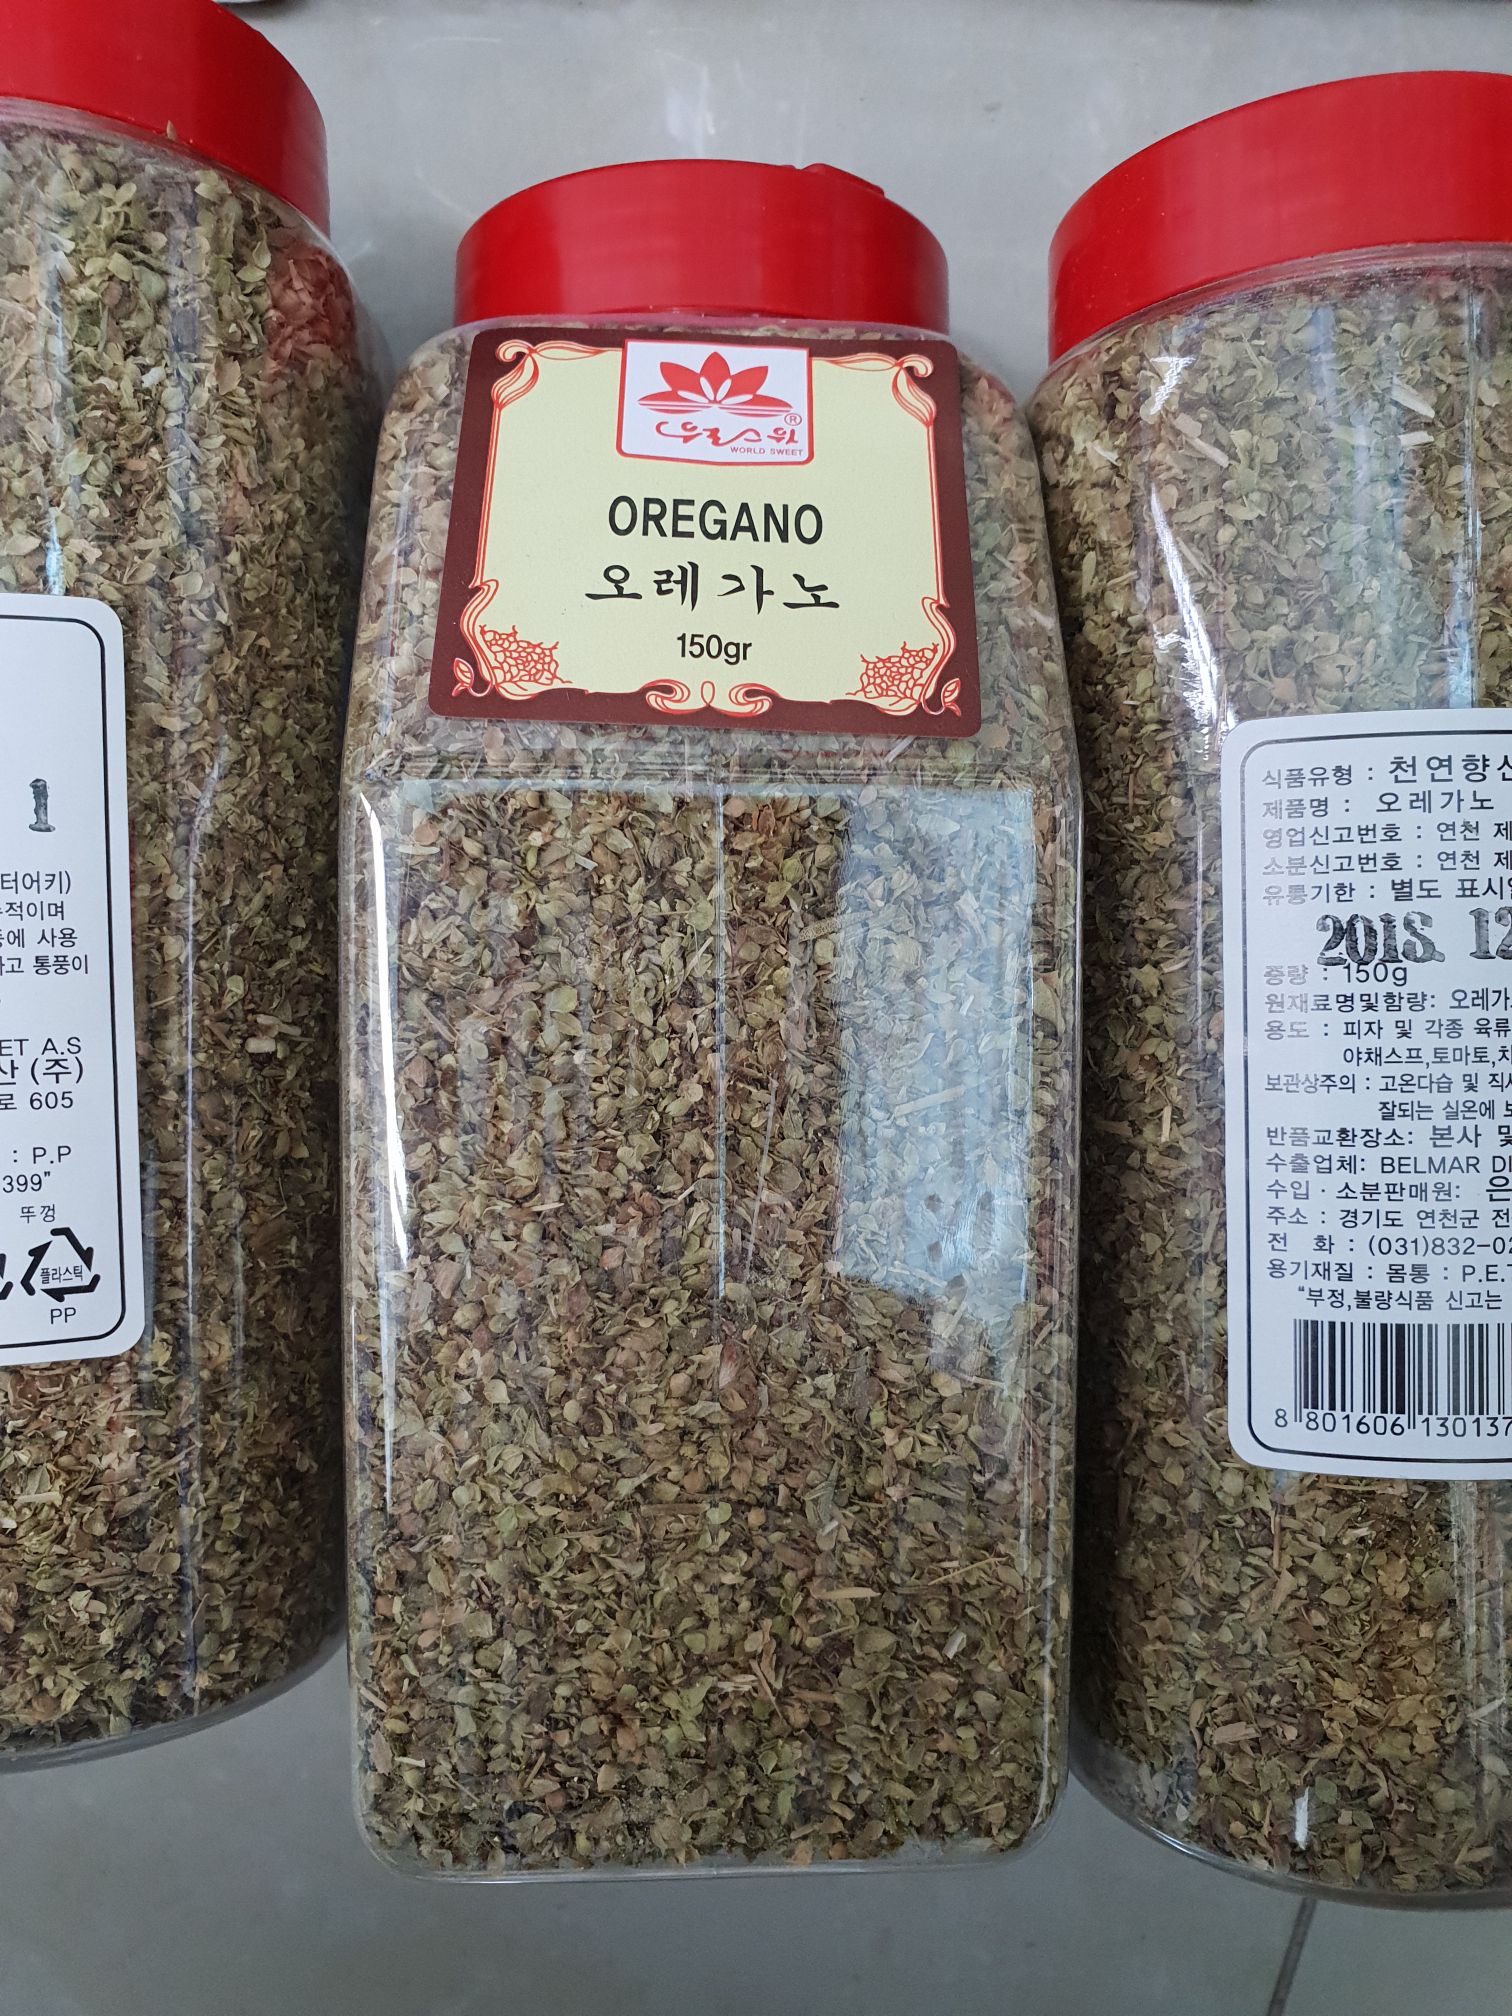 우리스위
WORLD SWEET
OREGANO
오레가노
150gr
1
터어키)
적이며
등에 사용
하고 통풍이
ET A.S
산 (주)
로 605
: P.P
399"
뚜껑
플라스틱
PP
식품유형 : 천연향신
제품명 : 오레가노
영업신고번호 : 연천 제
소분신고번호 : 연천 제
유통기한 : 별도 표시일
2018. 12
중량 : 150g
원재료명및함량: 오레가
용도 : 피자 및 각종 육류
야채스프,토마토,치
보관상주의 : 고온다습 및 직사
잘되는 실온에 보
반품교환장소: 본사 및
수출업체: BELMAR DI
수입 · 소분판매원: 은
주소 : 경기도 연천군 전
전 화 : (031)832-02
용기재질 : 몸통 : P.E.T
"부정,불량식품 신고는
8 801606 130137